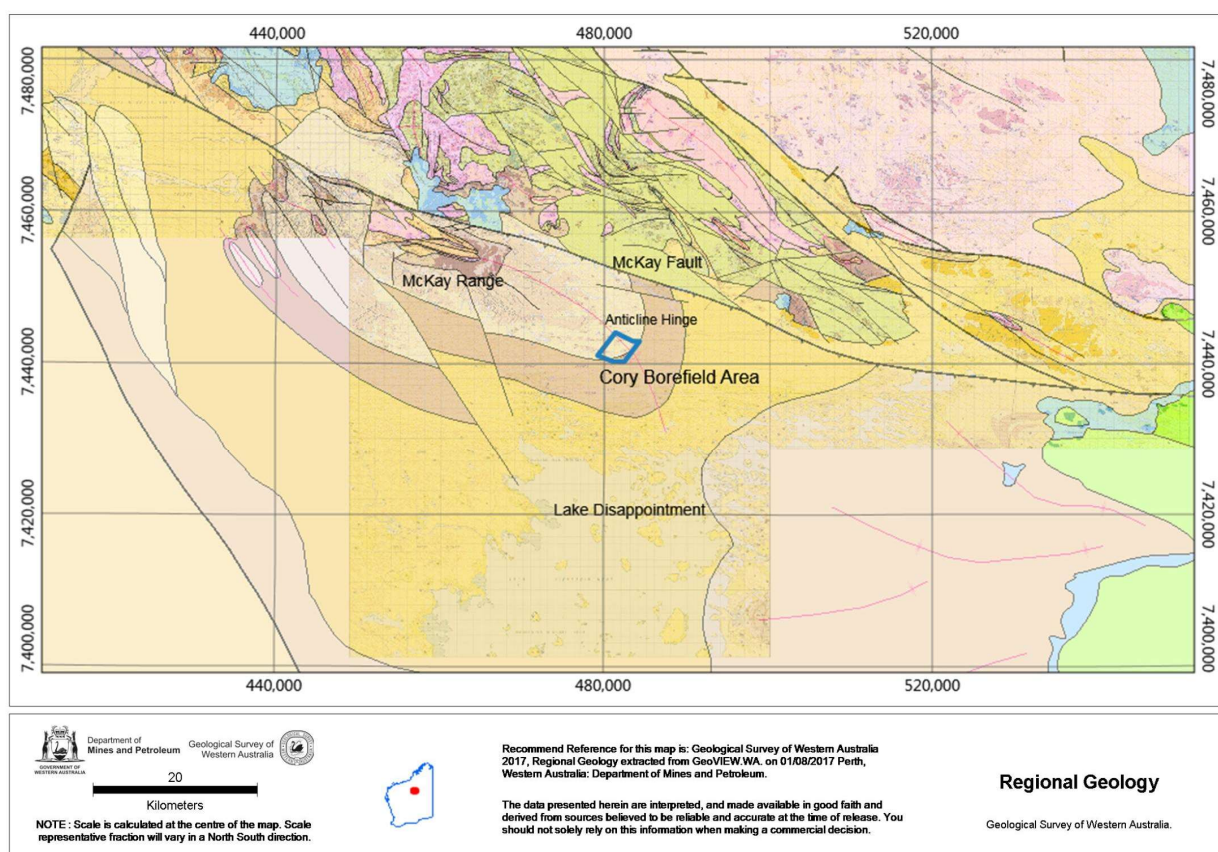 440,000
480,000
520,000
7,480,000
7,480,000
7,460,000
7,460,000
McKay Fault
McKay Range
Anticline Hinge
7,440,000
7,440,000
Cory Borefield Area
Lake Disappointment
7,420,000
7,420,000
7,400,000
7,400,000
440,000
480,000
520,000
GOVERNMENT OF
WESTERN AUSTRALIA
Department of
Mines and Petroleum
Geological Survey of
Western Australia
20
Kilometers
NOTE : Scale is calculated at the centre of the map. Scale
representative fraction will vary in a North South direction.
Recommend Reference for this map is: Geological Survey of Western Australia
2017, Regional Geology extracted from GeoVIEW.WA. on 01/08/2017 Perth,
Western Australia: Department of Mines and Petroleum.
The data presented herein are interpreted, and made available in good faith and
derived from sources believed to be reliable and accurate at the time of release. You
should not solely rely on this information when making a commercial decision.
Regional Geology
Geological Survey of Western Australia.